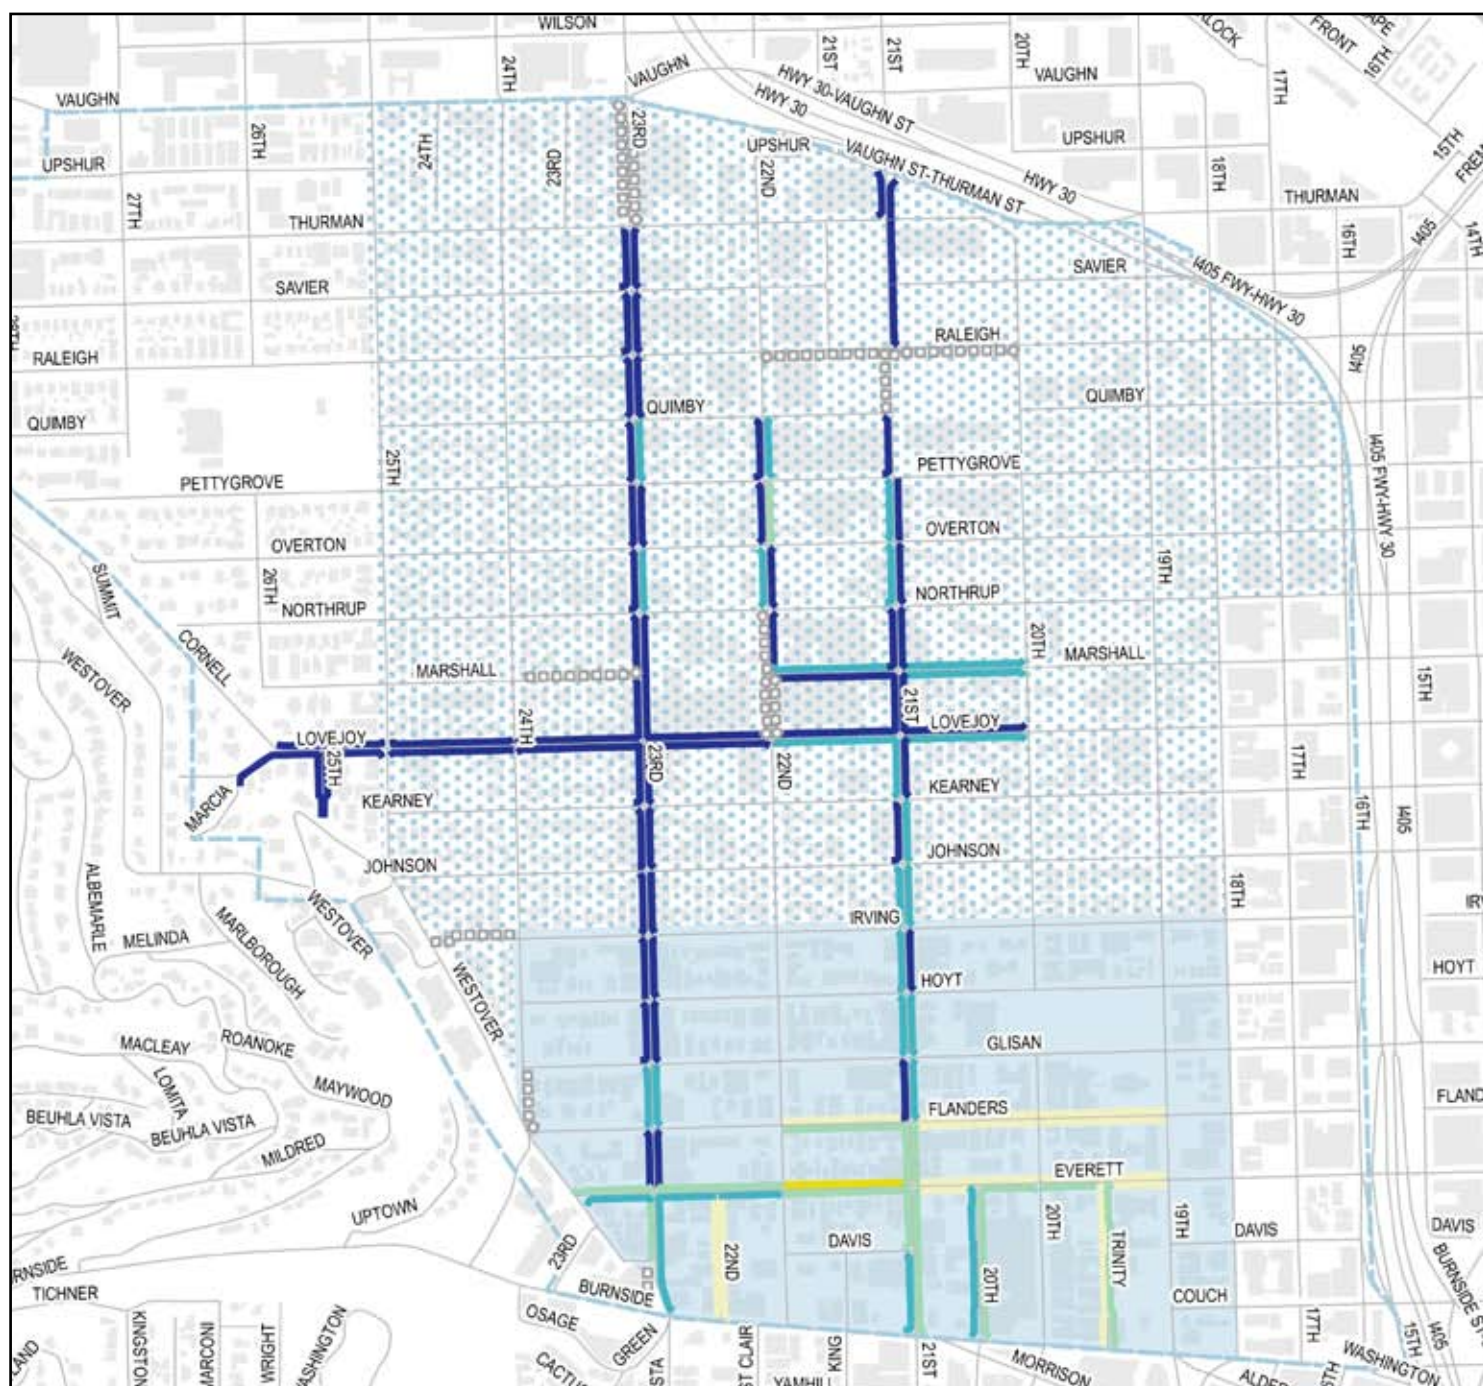 WILSON
FRONT
16TH
24TH
VAUGHN
21ST
21ST
20TH
VAUGHN
17TH
HWY 30-VAUGHN ST
HWY 30
VAUGHN
26TH
24TH
23RD
23RD
UPSHUR
22ND
VAUGHN ST-THURMAN ST
HWY 30
UPSHUR
18TH
15TH
UPSHUR
27TH
THURMAN
THURMAN
16TH
I405
14TH
SAVIER
SAVIER
I405 FWY-HWY 30
RALEIGH
RALEIGH
I405
QUIMBY
QUIMBY
QUIMBY
25TH
PETTYGROVE
PETTYGROVE
I405 FWY-HWY 30
OVERTON
OVERTON
SUMMIT
26TH
NORTHRUP
NORTHRUP
19TH
CORNELL
WESTOVER
MARSHALL
20TH
MARSHALL
15TH
24TH
21ST
LOVEJOY
LOVEJOY
25TH
23RD
22ND
17TH
MARCIA
KEARNEY
KEARNEY
16TH
I405
JOHNSON
JOHNSON
ALBEMARLE
WESTOVER
MARLBOROUGH
IRVING
18TH
MELINDA
WESTOVER
HOYT
HOYT
MACLEAY
ROANOKE
GLISAN
LOMITA
MAYWOOD
BEUHLA VISTA
BEUHLA VISTA
FLANDERS
MILDRED
EVERETT
UPTOWN
23RD
22ND
DAVIS
20TH
20TH
TRINITY
19TH
DAVIS
DAVIS
BURNSIDE
TICHNER
BURNSIDE
COUCH
BURNSIDE ST
KINGSTON
MARCONI
WRIGHT
OSAGE
GREEN
ST CLAIR
KING
21ST
MORRISON
17TH
WASHINGTON
15TH
I405
YAMHILL